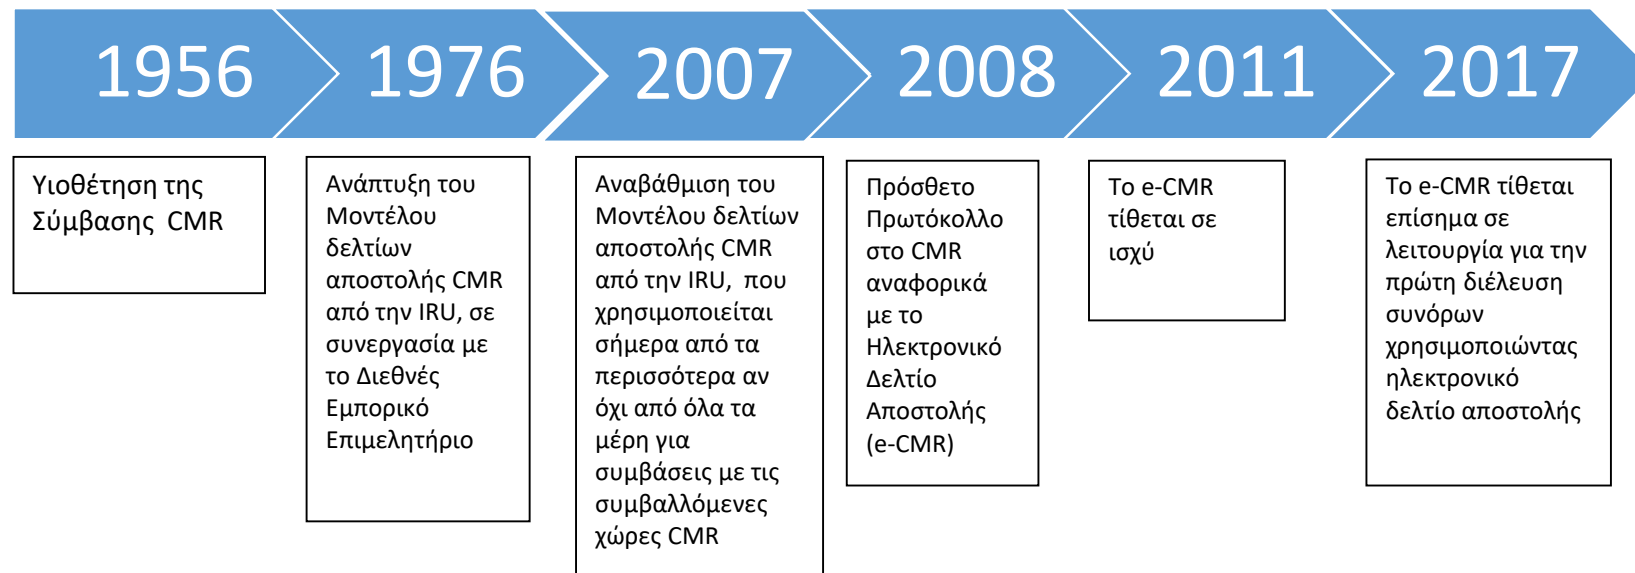 1956
1976
2007
2008
2011
2017
Υιοθέτηση της
Σύμβασης CMR
Ανάπτυξη του
Μοντέλου
δελτίων
αποστολής CMR
από την IRU, σε
συνεργασία με
το Διεθνές
Εμπορικό
Επιμελητήριο
Αναβάθμιση του
Μοντέλου δελτίων
αποστολής CMR
από την IRU, που
χρησιμοποιείται
σήμερα από τα
περισσότερα αν
όχι από όλα τα
μέρη για
συμβάσεις με τις
συμβαλλόμενες
χώρες CMR
Πρόσθετο
Πρωτόκολλο
στο CMR
αναφορικά
με το
Ηλεκτρονικό
Δελτίο
Αποστολής
(e-CMR)
Το e-CMR
τίθεται σε
ισχύ
Το e-CMR τίθεται
επίσημα σε
λειτουργία για την
πρώτη διέλευση
συνόρων
χρησιμοποιώντας
ηλεκτρονικό
δελτίο αποστολής